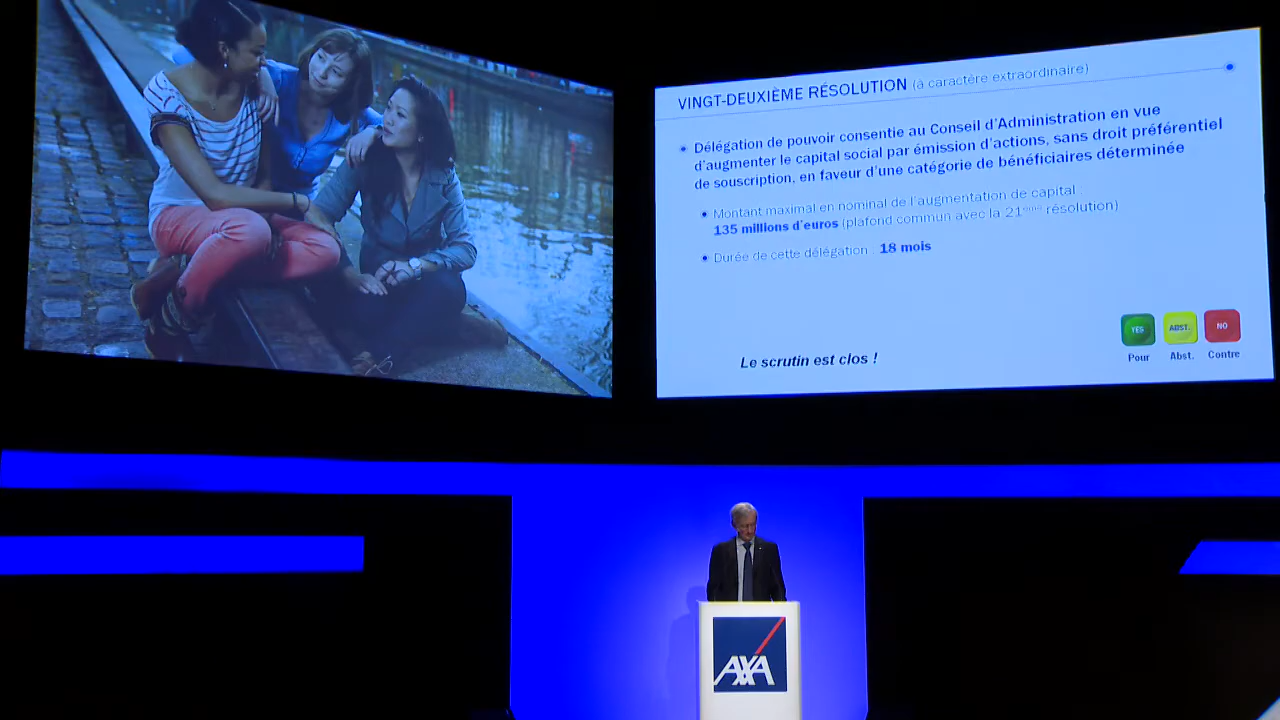 VINGT-DEUXIÈME RÉSOLUTION (à caractère extraordinaire)
Délégation de pouvoir consentie au Conseil d'Administration en vue
d'augmenter le capital social par émission d'actions, sans droit préférentiel
de souscription, en faveur d'une catégorie de bénéficiaires déterminée
Montant maximal en nominal de l'augmentation de capital :
135 millions d'euros (plafond commun avec la 21ème résolution)
Durée de cette délégation : 18 mois
YES ABST. NO
Pour Abst. Contre
Le scrutin est clos !
AXA